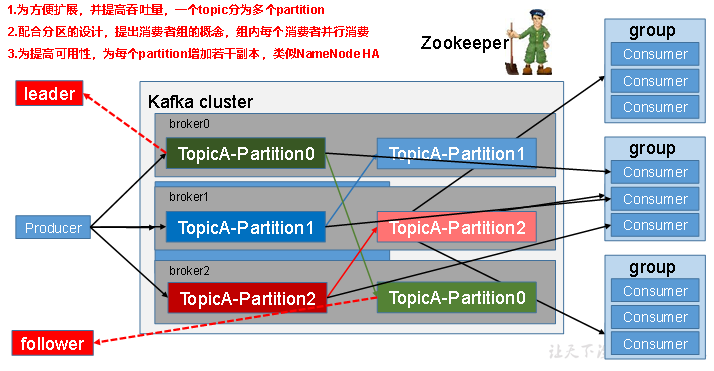 1.为方便扩展，并提高吞吐量，一个topic分为多个partition
2.配合分区的设计，提出消费者组的概念，组内每个消费者并行消费
3.为提高可用性，为每个partition增加若干副本，类似NameNode HA
Zookeeper
leader
Kafka cluster
broker0
TopicA-Partition0
TopicA-Partition1
broker1
Producer
TopicA-Partition1
TopicA-Partition2
broker2
TopicA-Partition2
TopicA-Partition0
follower
group
Consumer
Consumer
Consumer
group
Consumer
Consumer
Consumer
group
Consumer
Consumer
Consumer
让天下